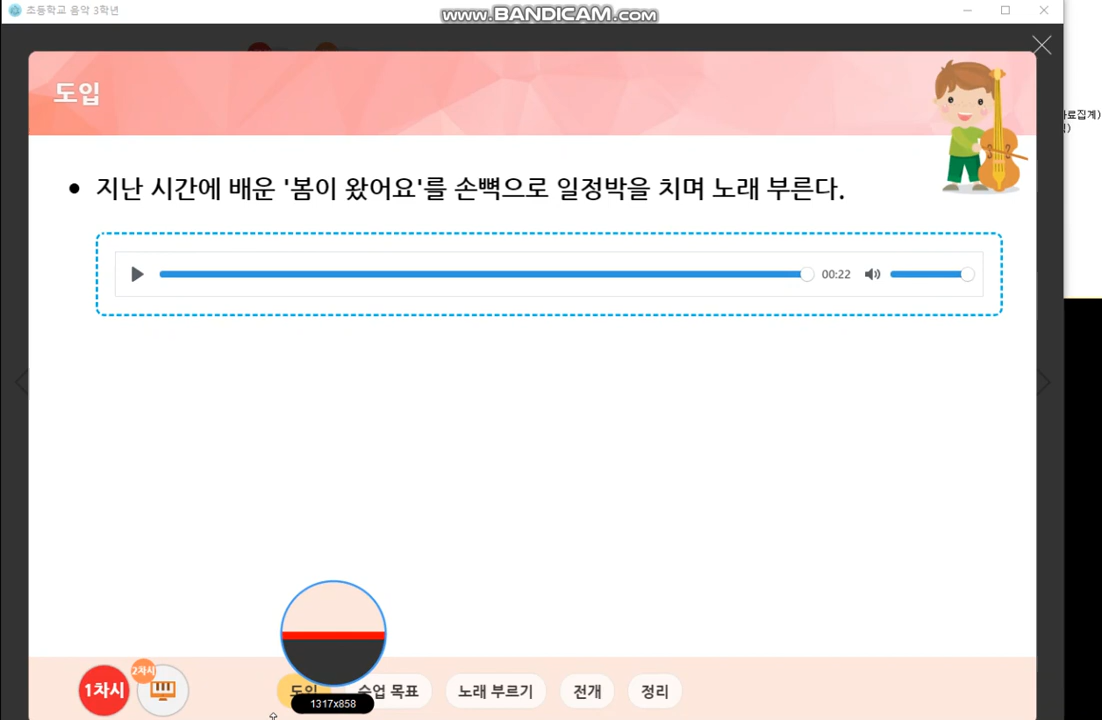 초등학교 음악 3학년
www.BANDICAM.com
도입
• 지난 시간에 배운 '봄이 왔어요'를 손뼉으로 일정박을 치며 노래 부른다.
00:22
1차시
2차시
도입
수업 목표
노래 부르기
전개
정리
1317x858